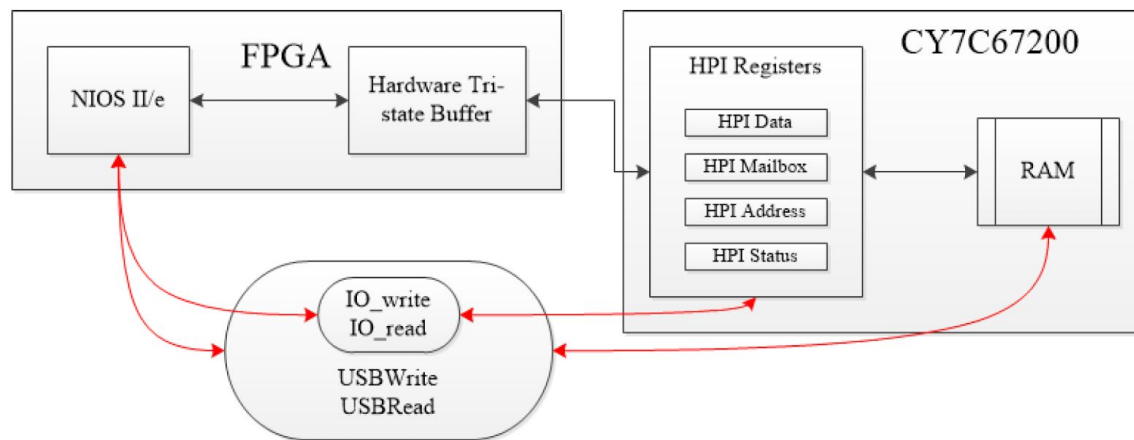 FPGA
NIOS II/e
Hardware Tri-
state Buffer
CY7C67200
HPI Registers
HPI Data
HPI Mailbox
HPI Address
HPI Status
RAM
IO_write
IO_read
USBWrite
USBRead